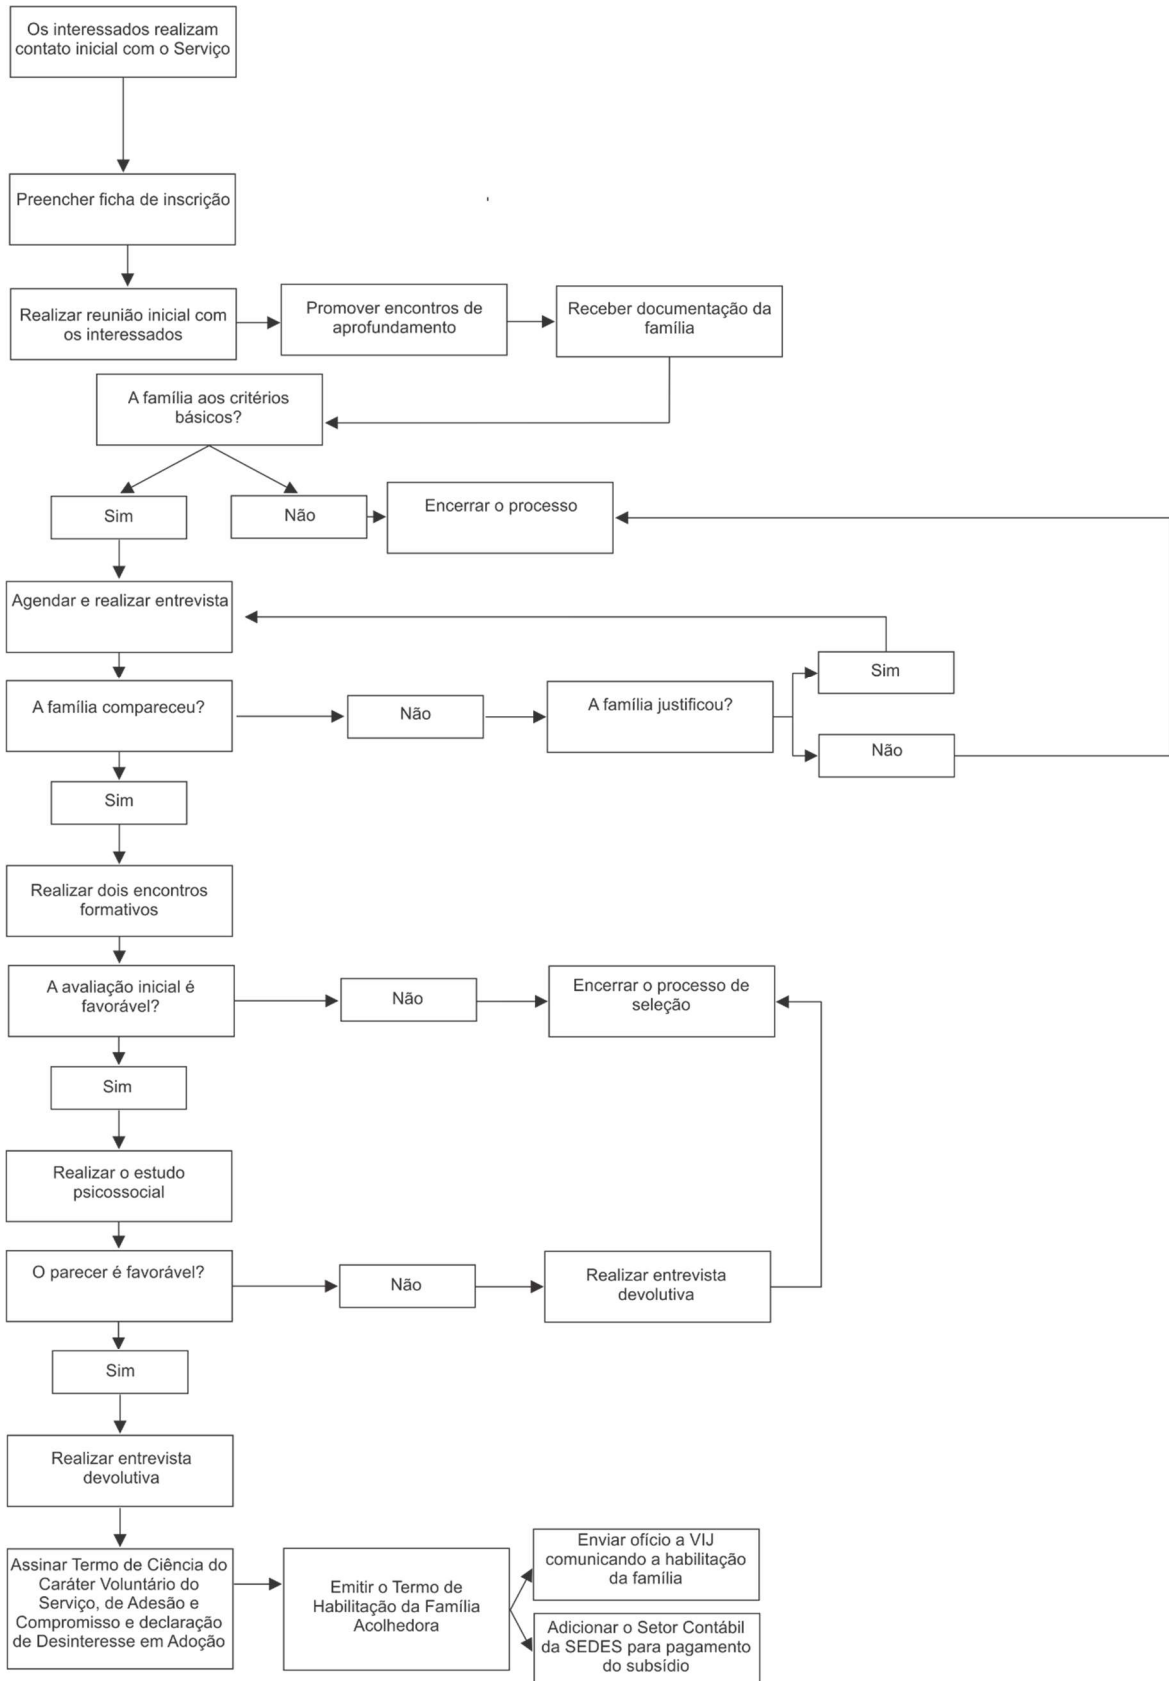 Os interessados realizam
contato inicial com o Serviço
Preencher ficha de inscrição
Realizar reunião inicial com
os interessados
Promover encontros de
aprofundamento
Receber documentação da
família
A família aos critérios
básicos?
Sim
Não
Encerrar o processo
Agendar e realizar entrevista
A família compareceu?
Não
A família justificou?
Sim
Não
Sim
Realizar dois encontros
formativos
A avaliação inicial é
favorável?
Não
Encerrar o processo de
seleção
Sim
Realizar o estudo
psicossocial
O parecer é favorável?
Não
Realizar entrevista
devolutiva
Sim
Realizar entrevista
devolutiva
Assinar Termo de Ciência do
Caráter Voluntário do
Serviço, de Adesão e
Compromisso e declaração
de Desinteresse em Adoção
Emitir o Termo de
Habilitação da Família
Acolhedora
Enviar ofício a VIJ
comunicando a habilitação
da família
Adicionar o Setor Contábil
da SEDES para pagamento
do subsídio